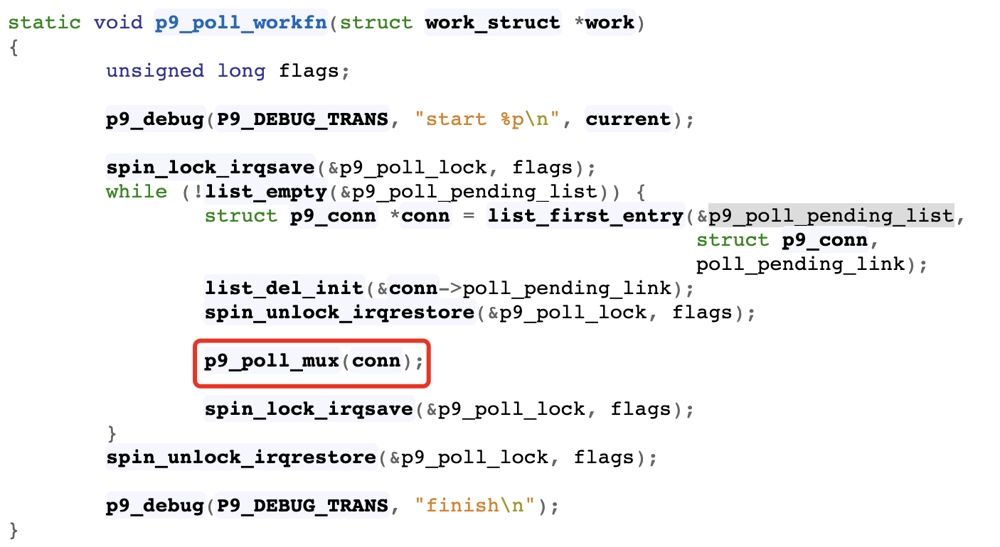 static void p9_poll_workfn(struct work_struct *work)
{
        unsigned long flags;

        p9_debug(P9_DEBUG_TRANS, "start %p\n", current);

        spin_lock_irqsave(&p9_poll_lock, flags);
        while (!list_empty(&p9_poll_pending_list)) {
                struct p9_conn *conn = list_first_entry(&p9_poll_pending_list,
                                                        struct p9_conn,
                                                        poll_pending_link);
                list_del_init(&conn->poll_pending_link);
                spin_unlock_irqrestore(&p9_poll_lock, flags);

                p9_poll_mux(conn);

                spin_lock_irqsave(&p9_poll_lock, flags);
        }
        spin_unlock_irqrestore(&p9_poll_lock, flags);

        p9_debug(P9_DEBUG_TRANS, "finish\n");
}